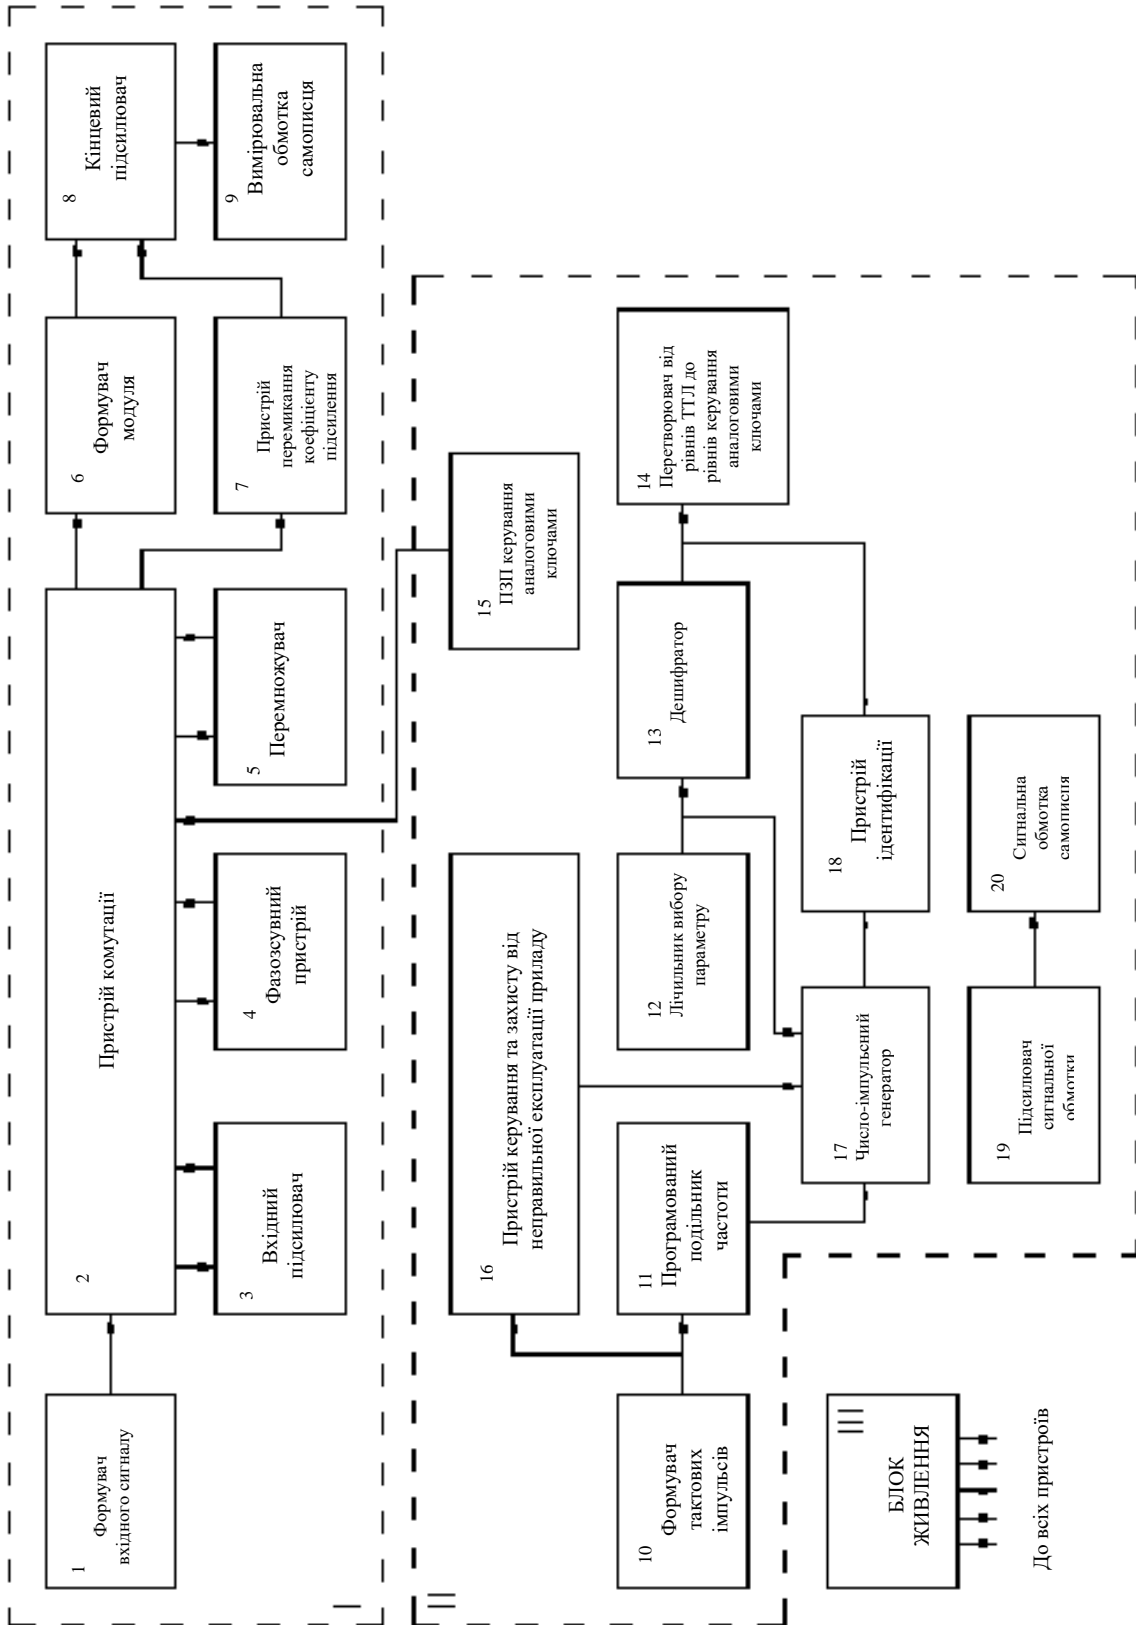 1
Формувач
вхідного сигналу
2
Пристрій комутації
3
Вхідний
підсилювач
4
Фазозсувний
пристрій
5
Перемножувач
6
Формувач
модуля
7
Пристрій
перемикання
коефіцієнту
підсилення
8
Кінцевий
підсилювач
9
Вимірювальна
обмотка
самописця
I
II
10
Формувач
тактових
імпульсів
11
Програмований
подільник
частоти
12
Лічильник вибору
параметру
13
Дешифратор
14
Перетворювач від
рівнів ТТЛ до
рівнів керування
аналоговими
ключами
15
ПЗП керування
аналоговими
ключами
16
Пристрій керування та захисту від
неправильної експлуатації приладу
17
Число-імпульсний
генератор
18
Пристрій
ідентифікації
19
Підсилювач
сигнальної
обмотки
20
Сигнальна
обмотка
самописця
III
БЛОК
ЖИВЛЕННЯ
До всіх пристроїв